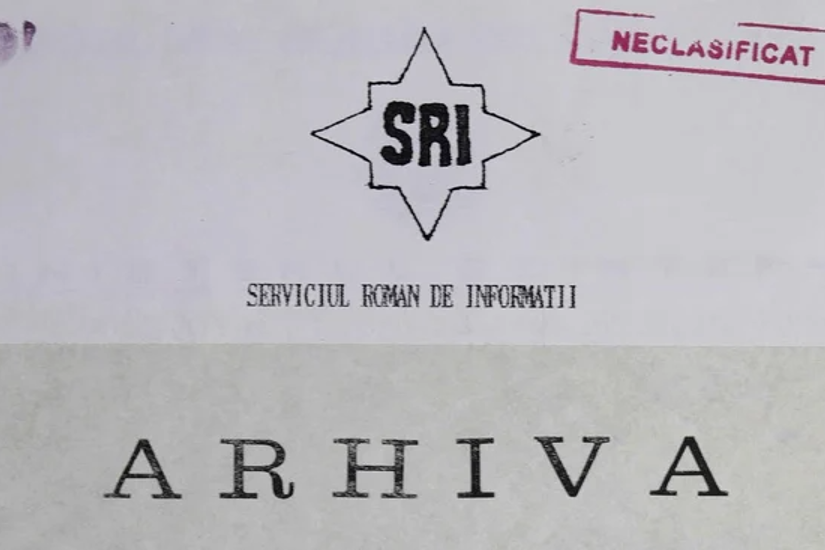 NECLASIFICAT
SRI
SERVICIUL ROMAN DE INFORMATII
ARHIVA